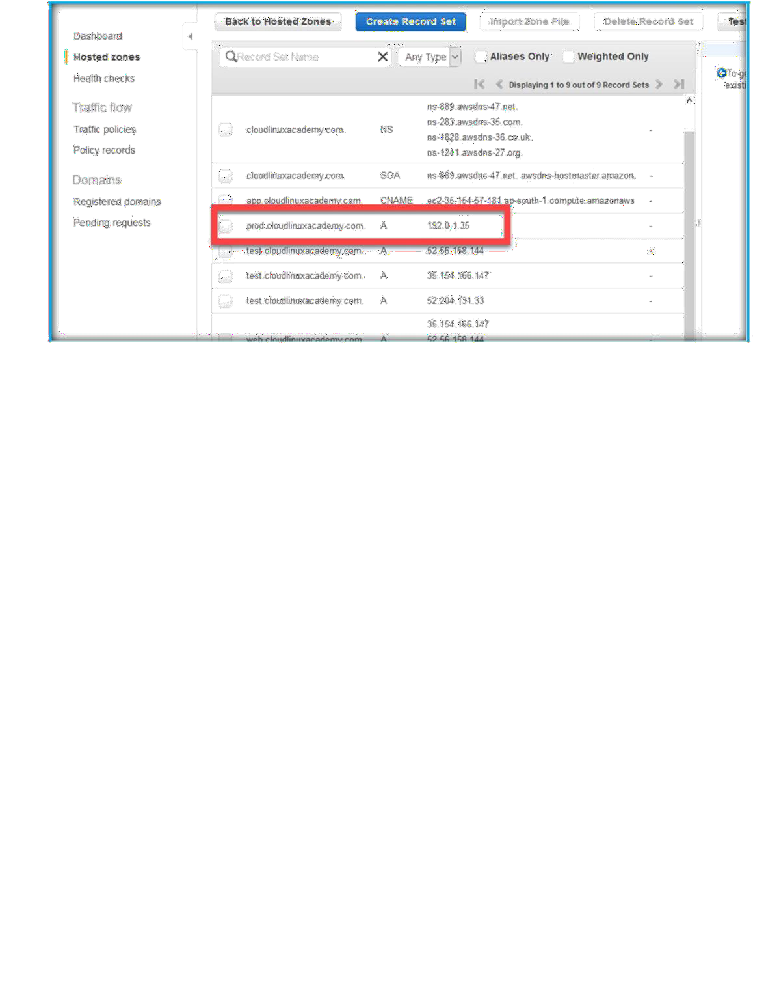 Back to Hosted Zones Create Record Set Import Zone File Delete Record Set Test
Dashboard
Hosted zones
Health checks
Traffic flow
Traffic policies
Policy records
Domains
Registered domains
Pending requests
Record Set Name Any Type Aliases Only Weighted Only
Displaying 1 to 9 out of 9 Record Sets
To ge
existi
ns-889.awsdns-47.net.
cloudlinuxacademy.com. NS ns-283.awsdns-35.com.
ns-1828.awsdns-36.co.uk.
ns-1241.awsdns-27.org.
cloudlinuxacademy.com. SOA ns-889.awsdns-47.net. awsdns-hostmaster.amazon. -
app.cloudlinuxacademy.com. CNAME ec2-35-154-57-181.ap-south-1.compute.amazonaws -
prod.cloudlinuxacademy.com. A 192.0.1.35 -
test.cloudlinuxacademy.com. A 52.56.158.144
test.cloudlinuxacademy.com. A 35.154.166.147 -
test.cloudlinuxacademy.com. A 52.204.131.33 -
35.154.166.147
web.cloudlinuxacademy.com. A 52.56.158.144 -